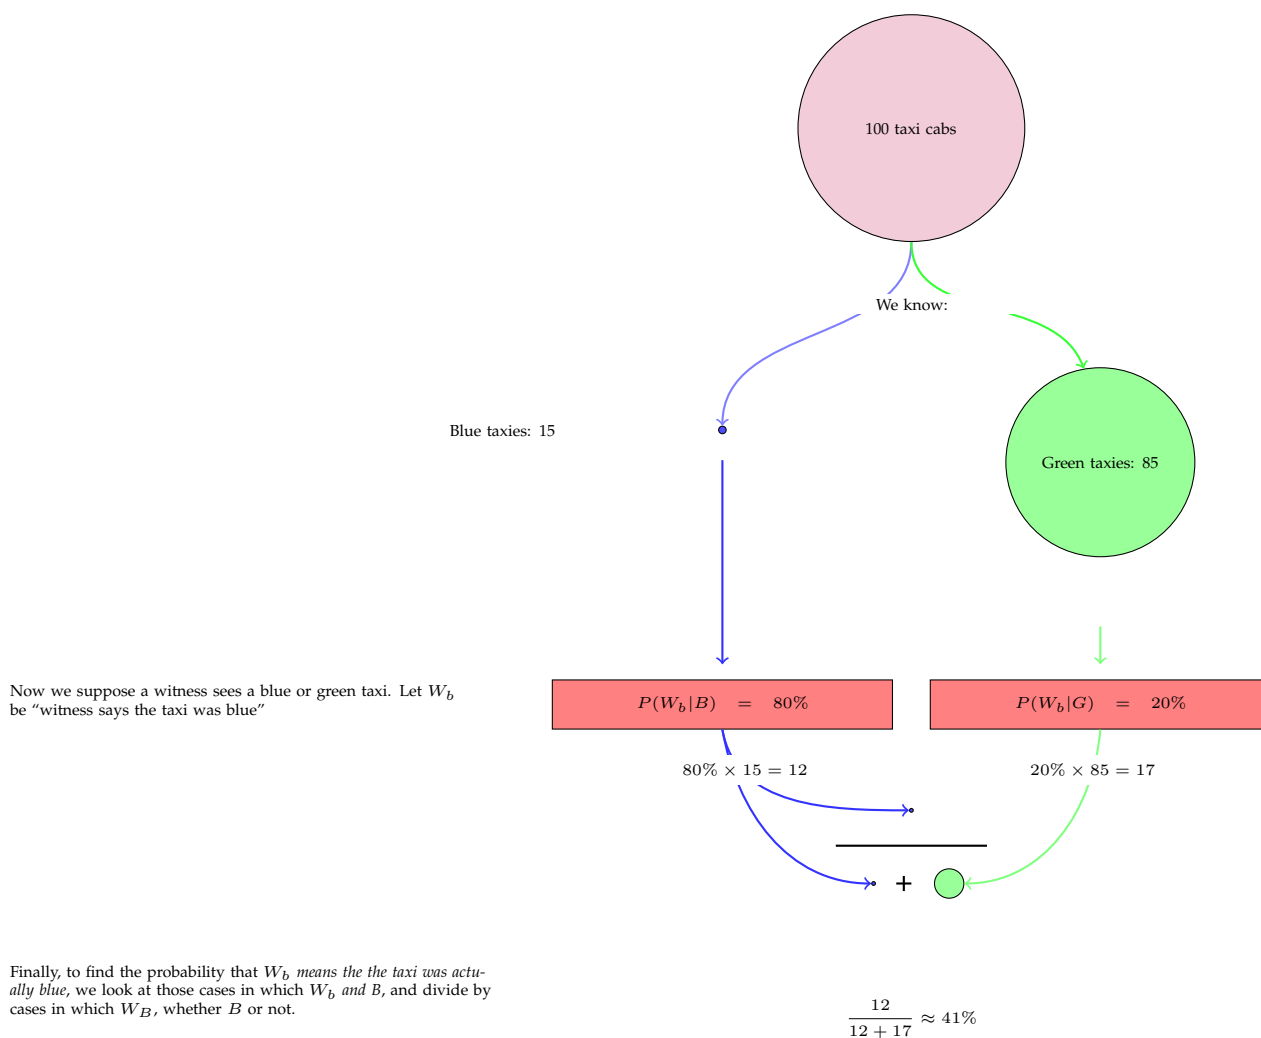 100 taxi cabs
We know:
Blue taxies: 15
Green taxies: 85
Now we suppose a witness sees a blue or green taxi. Let $W_b$
be “witness says the taxi was blue”
$P(W_b|B) = 80\%$
$P(W_b|G) = 20\%$
$80\% \times 15 = 12$
$20\% \times 85 = 17$
+
Finally, to find the probability that $W_b$ means the the taxi was actu-
ally blue, we look at those cases in which $W_b$ and B, and divide by
cases in which $W_B$, whether $B$ or not.
$\frac{12}{12 + 17} \approx 41\%$